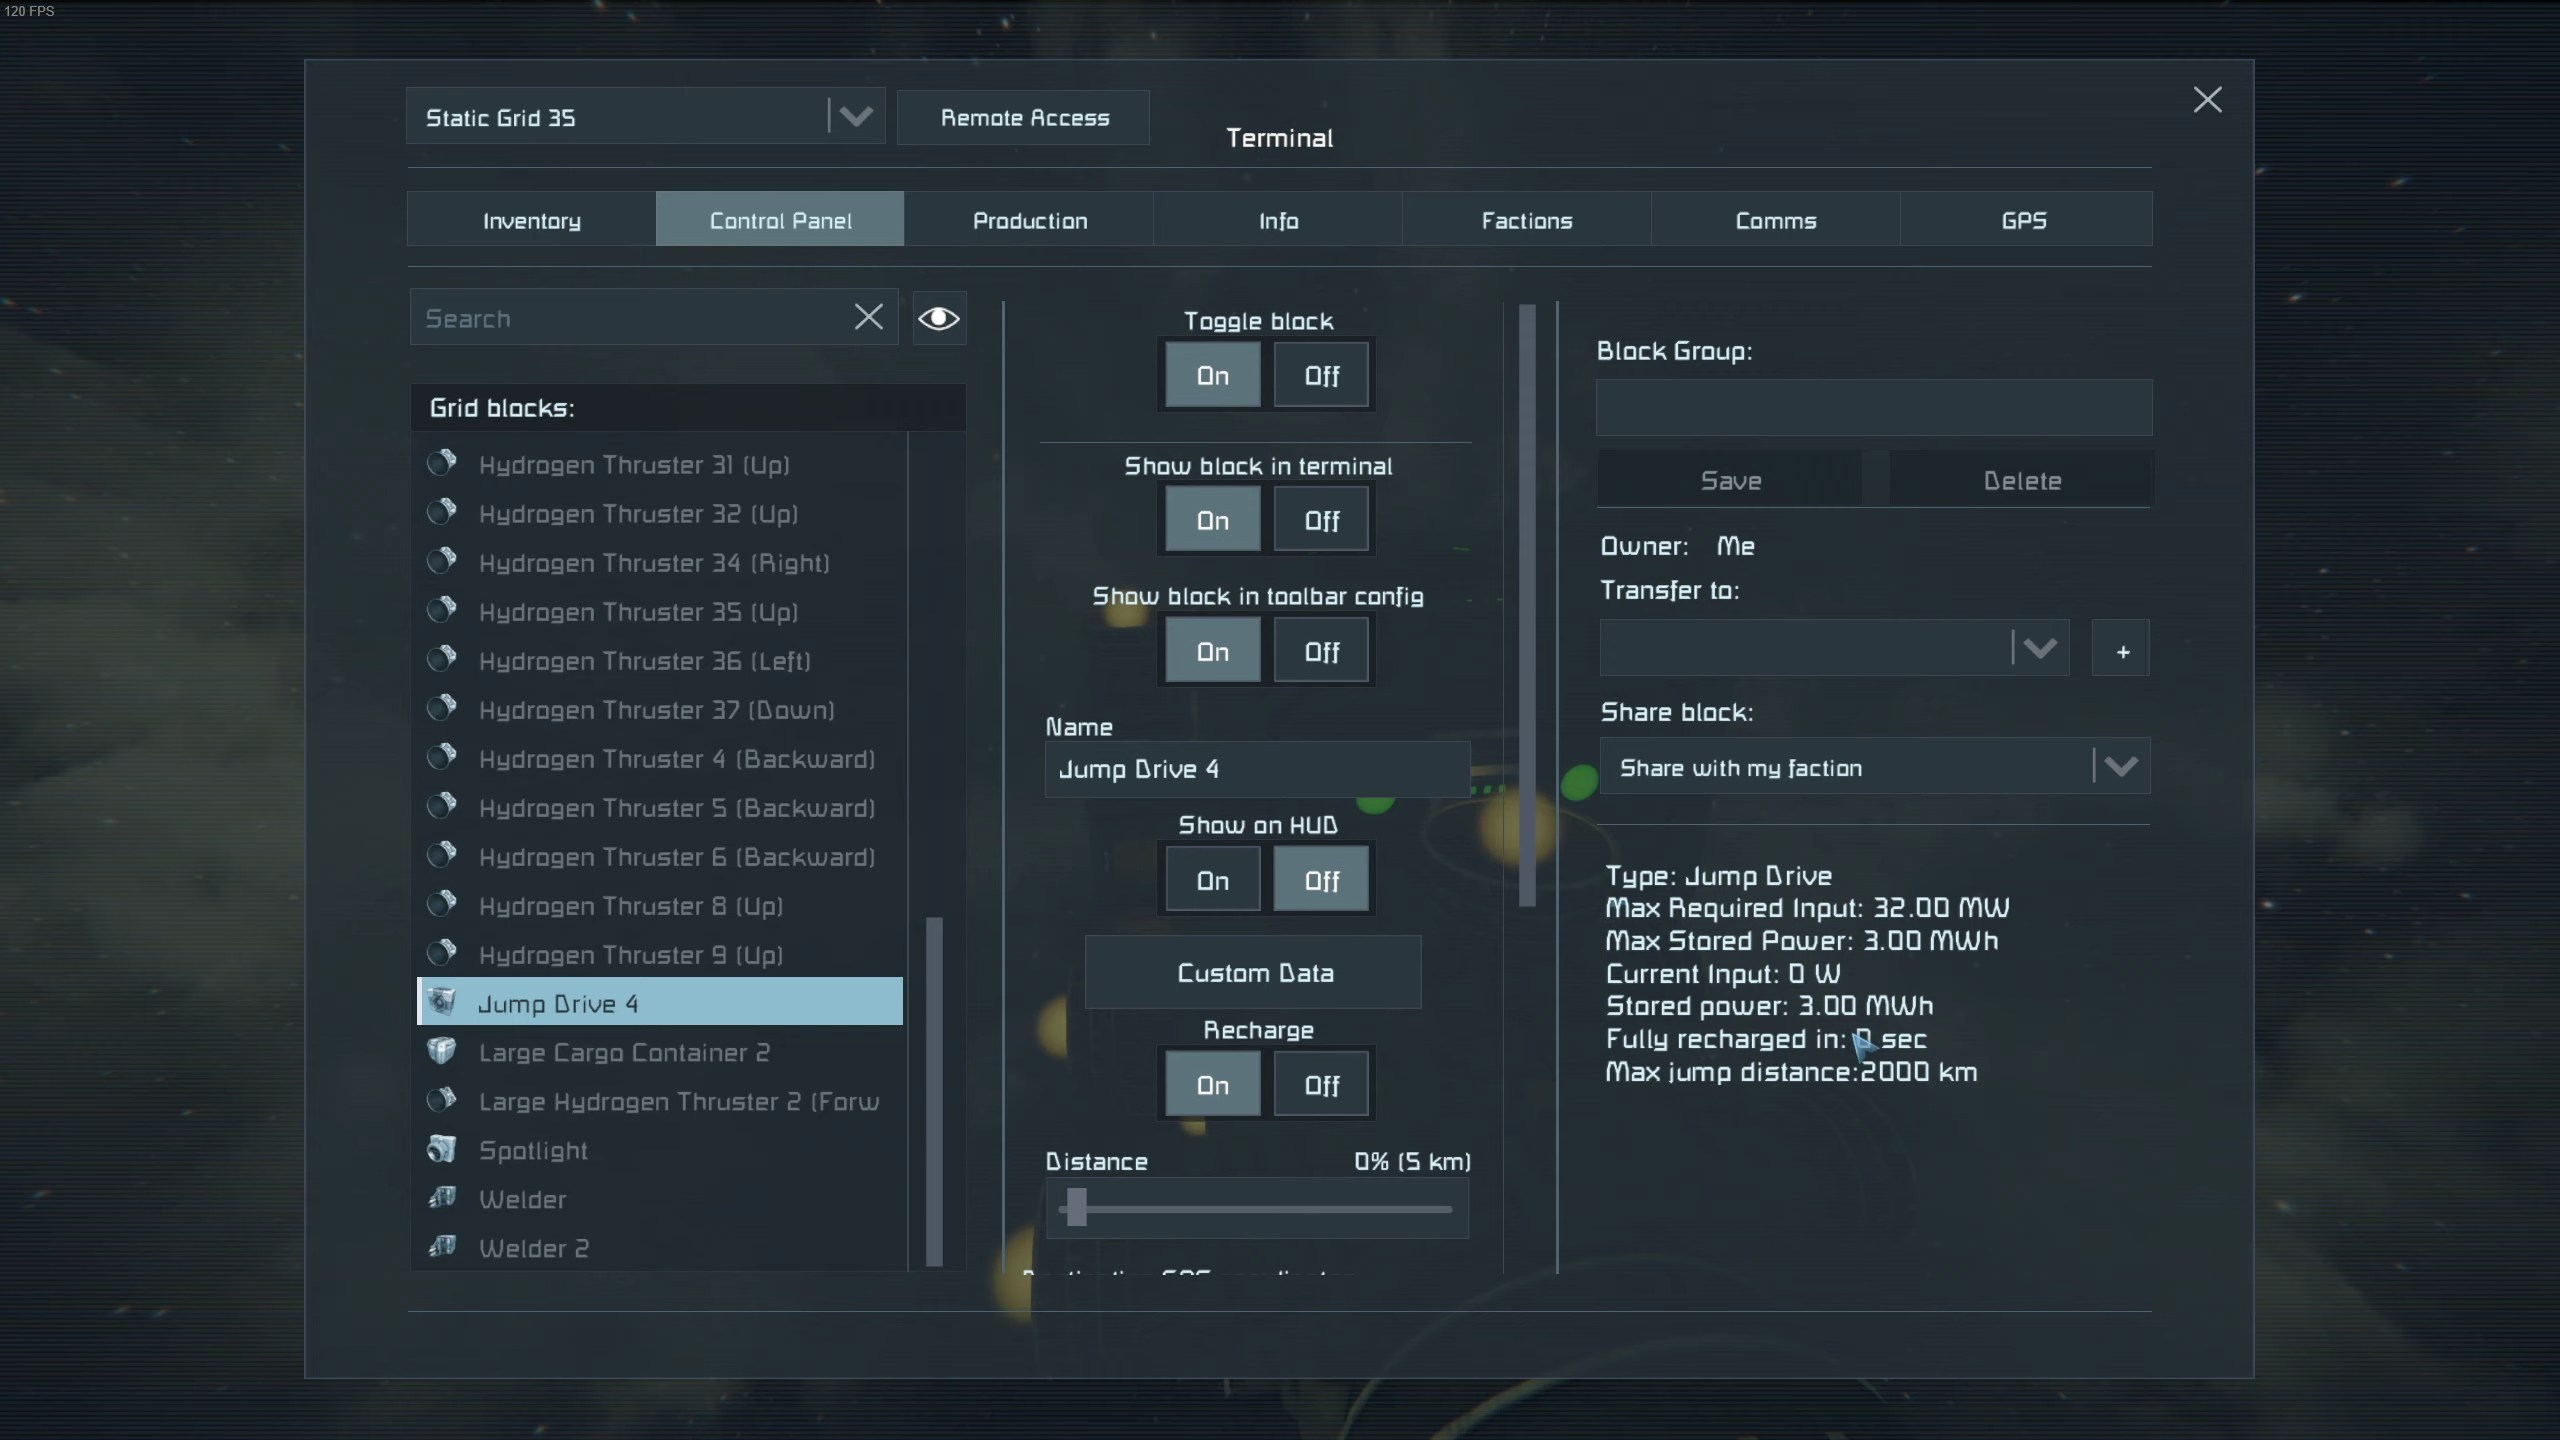 120 FPS
Static Grid 35
Remote Access
Terminal
Inventory
Control Panel
Production
Info
Factions
Comms
GPS
Search
Grid blocks:
Hydrogen Thruster 31 (Up)
Hydrogen Thruster 32 (Up)
Hydrogen Thruster 34 (Right)
Hydrogen Thruster 35 (Up)
Hydrogen Thruster 36 (Left)
Hydrogen Thruster 37 (Down)
Hydrogen Thruster 4 (Backward)
Hydrogen Thruster 5 (Backward)
Hydrogen Thruster 6 (Backward)
Hydrogen Thruster 8 (Up)
Hydrogen Thruster 9 (Up)
Jump Drive 4
Large Cargo Container 2
Large Hydrogen Thruster 2 (Forw
Spotlight
Welder
Welder 2
Toggle block
On Off
Show block in terminal
On Off
Show block in toolbar config
On Off
Name
Jump Drive 4
Show on HUD
On Off
Custom Data
Recharge
On Off
Distance 0% (5 km)
Block Group:
Save Delete
Owner: Me
Transfer to:
+
Share block:
Share with my faction
Type: Jump Drive
Max Required Input: 32.00 MW
Max Stored Power: 3.00 MWh
Current Input: 0 W
Stored power: 3.00 MWh
Fully recharged in: 0 sec
Max jump distance:2000 km